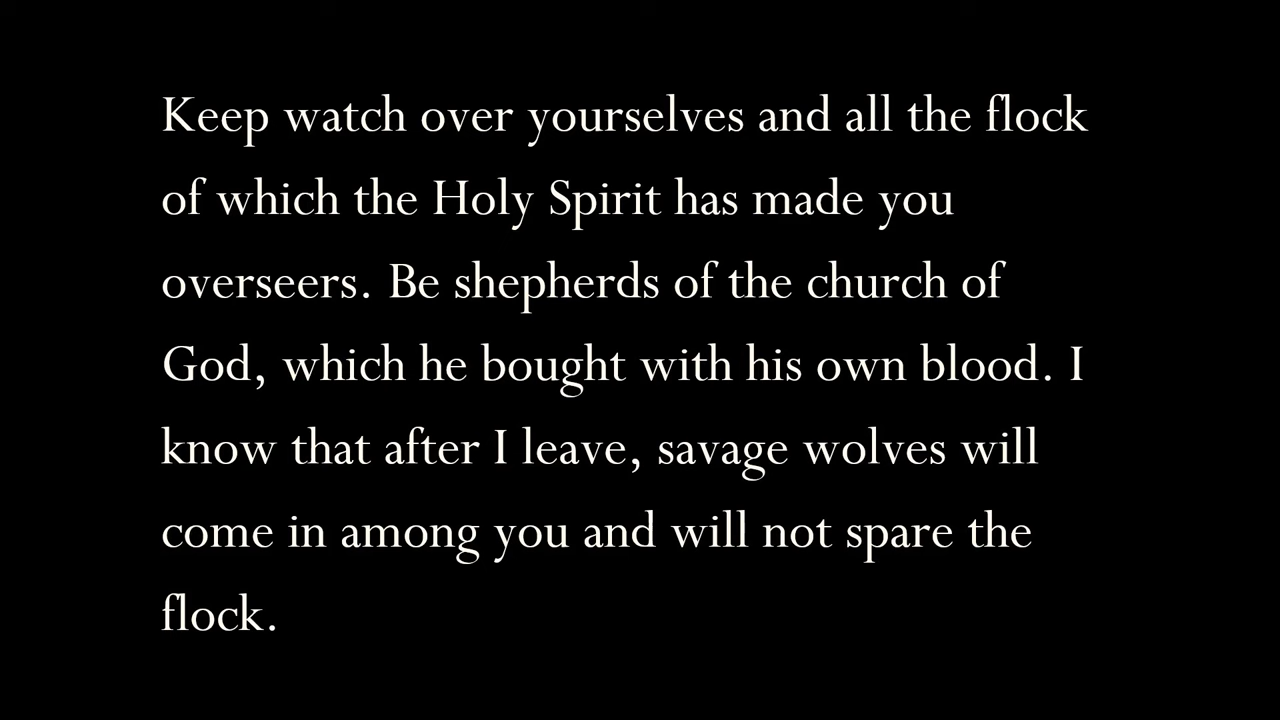 Keep watch over yourselves and all the flock
of which the Holy Spirit has made you
overseers. Be shepherds of the church of
God, which he bought with his own blood. I
know that after I leave, savage wolves will
come in among you and will not spare the
flock.